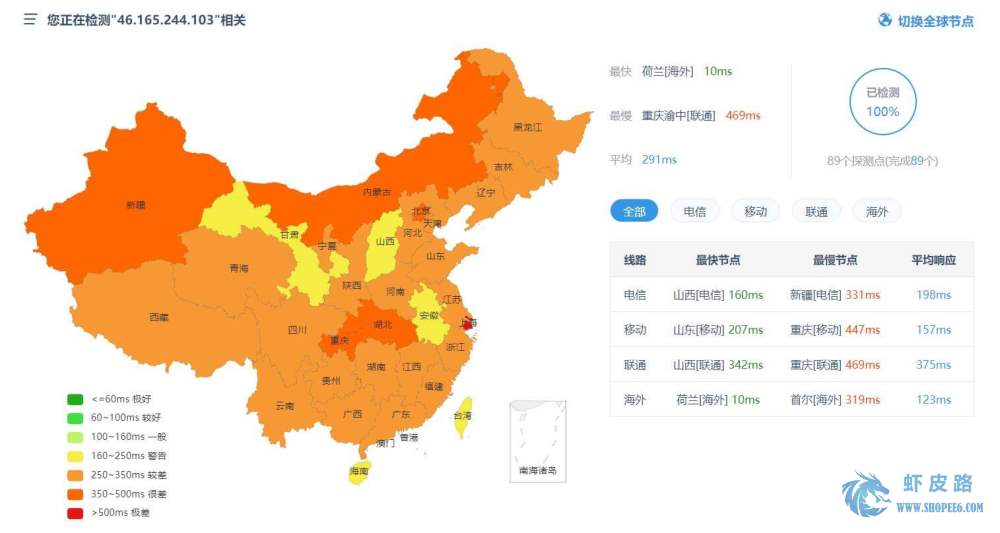 您正在检测"46.165.244.103"相关
切换全球节点
最快 荷兰[海外] 10ms
最慢 重庆渝中[联通] 469ms
平均 291ms
已检测
100%
89个探测点(完成89个)
全部 电信 移动 联通 海外
线路 最快节点 最慢节点 平均响应
电信 山西[电信] 160ms 新疆[电信] 331ms 198ms
移动 山东[移动] 207ms 重庆[移动] 447ms 157ms
联通 山西[联通] 342ms 重庆[联通] 469ms 375ms
海外 荷兰[海外] 10ms 首尔[海外] 319ms 123ms
黑龙江
吉林
辽宁
内蒙古
新疆
北京
天津
河北
甘肃
宁夏
山西
山东
青海
陕西
河南
江苏
安徽
上海
西藏
四川
重庆
湖北
浙江
湖南
江西
贵州
福建
云南
广西
广东
台湾
香港
澳门
海南
南海诸岛
<=60ms 极好
60~100ms 较好
100~160ms 一般
160~250ms 警告
250~350ms 较差
350~500ms 很差
>500ms 极差
虾皮路
WWW.SHOPEE6.COM